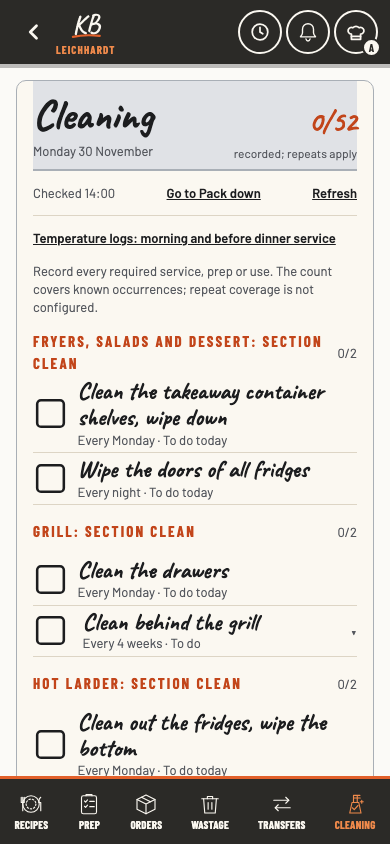 KB
LEICHHARDT
A
Cleaning
0/52
Monday 30 November
recorded; repeats apply
Checked 14:00
Go to Pack down
Refresh
Temperature logs: morning and before dinner service
Record every required service, prep or use. The count
covers known occurrences; repeat coverage is not
configured.
FRYERS, SALADS AND DESSERT: SECTION
CLEAN
0/2
Clean the takeaway container
shelves, wipe down
Every Monday · To do today
Wipe the doors of all fridges
Every night · To do today
GRILL: SECTION CLEAN
0/2
Clean the drawers
Every Monday · To do today
Clean behind the grill
Every 4 weeks · To do
HOT LARDER: SECTION CLEAN
0/2
Clean out the fridges, wipe the
bottom
Every Monday · To do today
RECIPES
PREP
ORDERS
WASTAGE
TRANSFERS
CLEANING